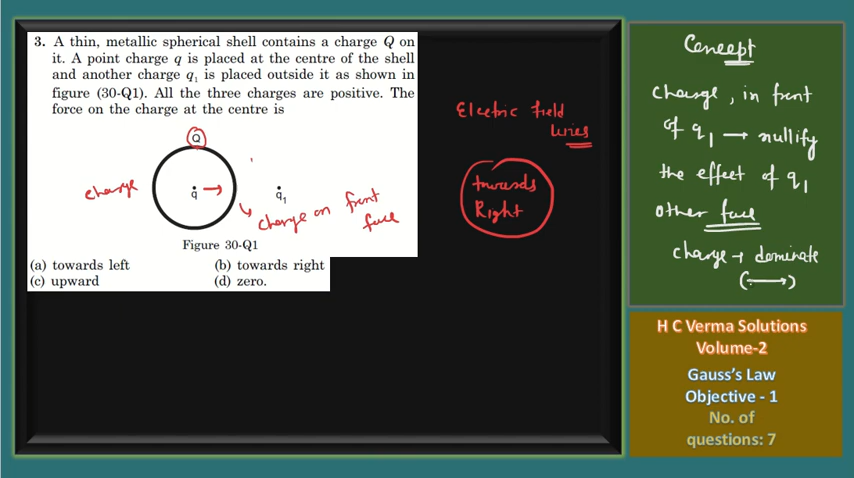 3. A thin, metallic spherical shell contains a charge Q on
it. A point charge q is placed at the centre of the shell
and another charge q₁ is placed outside it as shown in
figure (30-Q1). All the three charges are positive. The
force on the charge at the centre is
Q
charge
q
q₁
charge on front
face
Figure 30-Q1
(a) towards left (b) towards right
(c) upward (d) zero.
Electric field
lines
towards
Right
Concept
charge, in front
of q₁ → nullify
the effect of q₁
other face
charge → dominate
(→)
H C Verma Solutions
Volume-2
Gauss's Law
Objective - 1
No. of
questions: 7